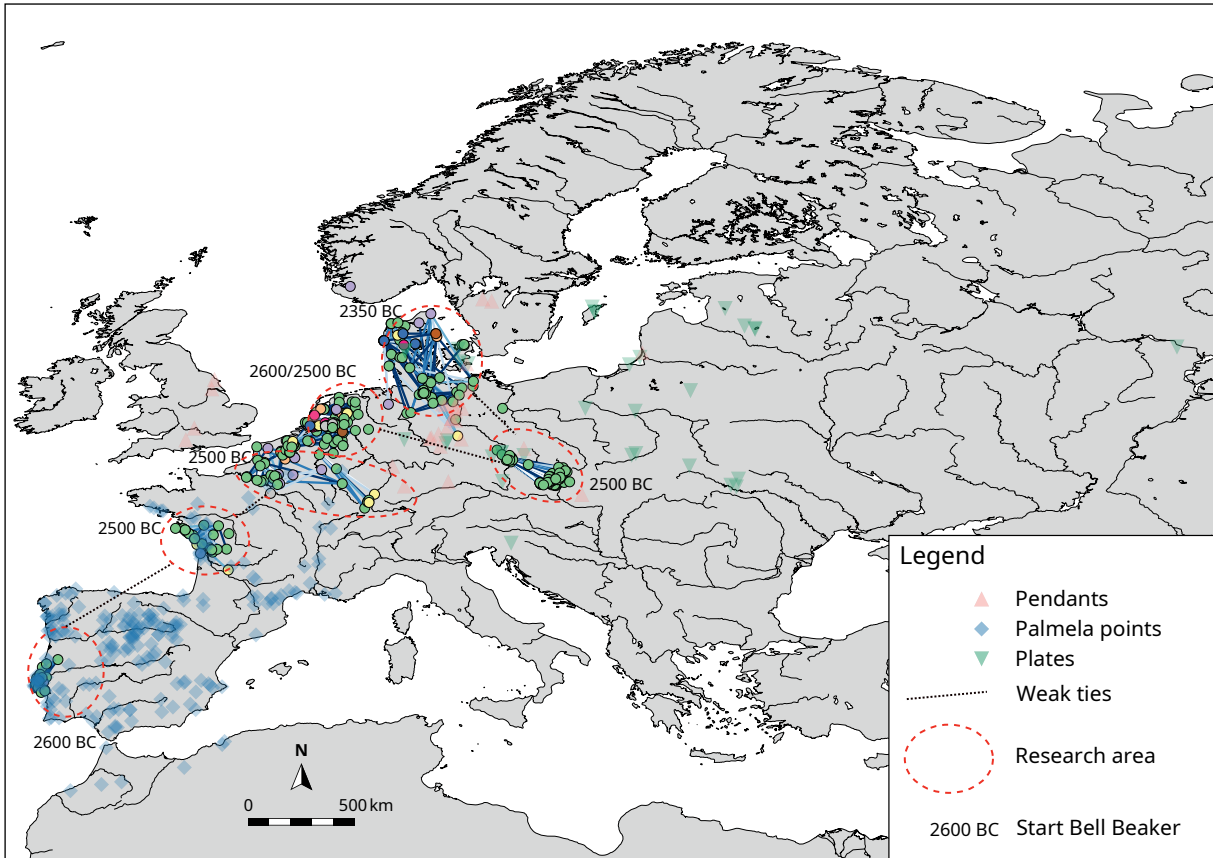 2350 BC
2600/2500 BC
2500 BC
2500 BC
2500 BC
2600 BC
N
0 500 km
Legend
Pendants
Palmela points
Plates
Weak ties
Research area
2600 BC Start Bell Beaker